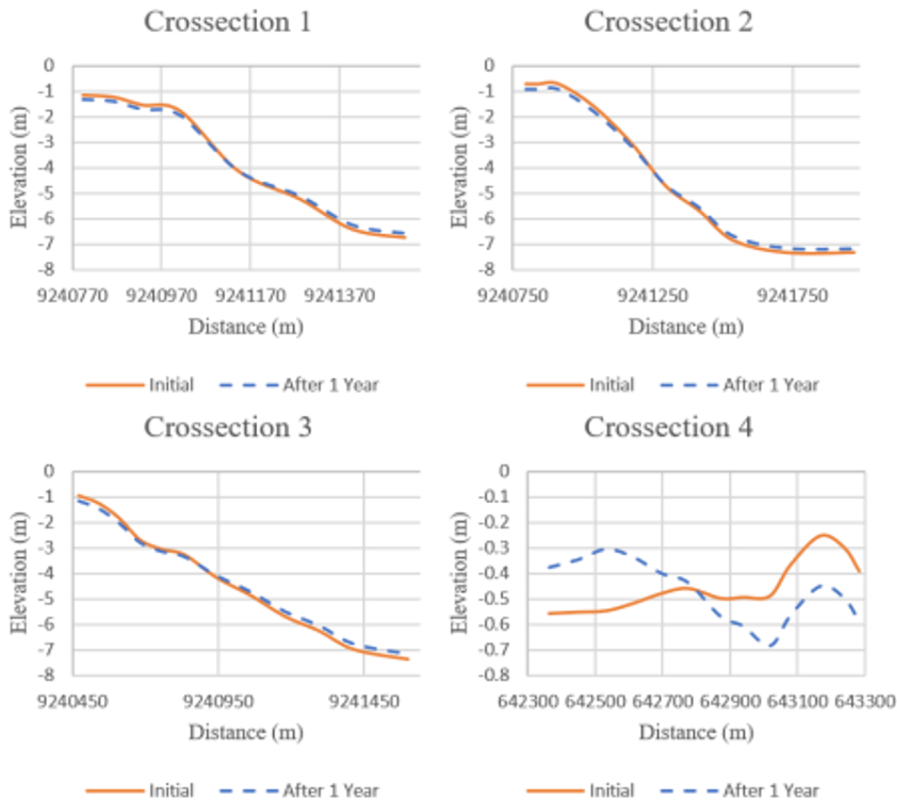 Crossection 1
0
-1
-2
-3
-4
-5
-6
-7
-8
Elevation (m)
9240770 9240970 9241170 9241370
Distance (m)
Initial After 1 Year
Crossection 2
0
-1
-2
-3
-4
-5
-6
-7
-8
Elevation (m)
9240750 9241250 9241750
Distance (m)
Initial After 1 Year
Crossection 3
0
-1
-2
-3
-4
-5
-6
-7
-8
Elevation (m)
9240450 9240950 9241450
Distance (m)
Initial After 1 Year
Crossection 4
0
-0.1
-0.2
-0.3
-0.4
-0.5
-0.6
-0.7
-0.8
Elevation (m)
642300 642500 642700 642900 643100 643300
Distance (m)
Initial After 1 Year